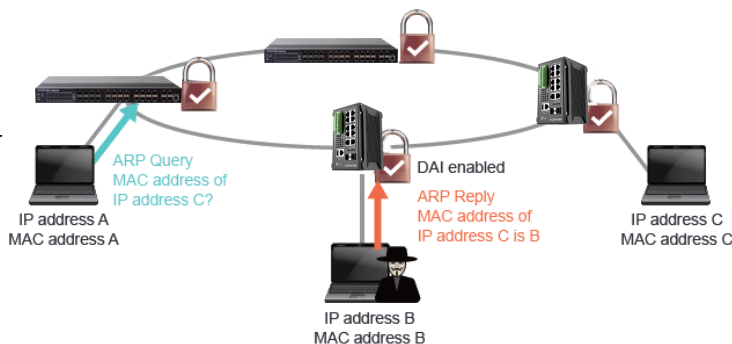 ARP Query
MAC address of
IP address C?
DAI enabled
ARP Reply
MAC address of
IP address C is B
IP address A
MAC address A
IP address C
MAC address C
IP address B
MAC address B